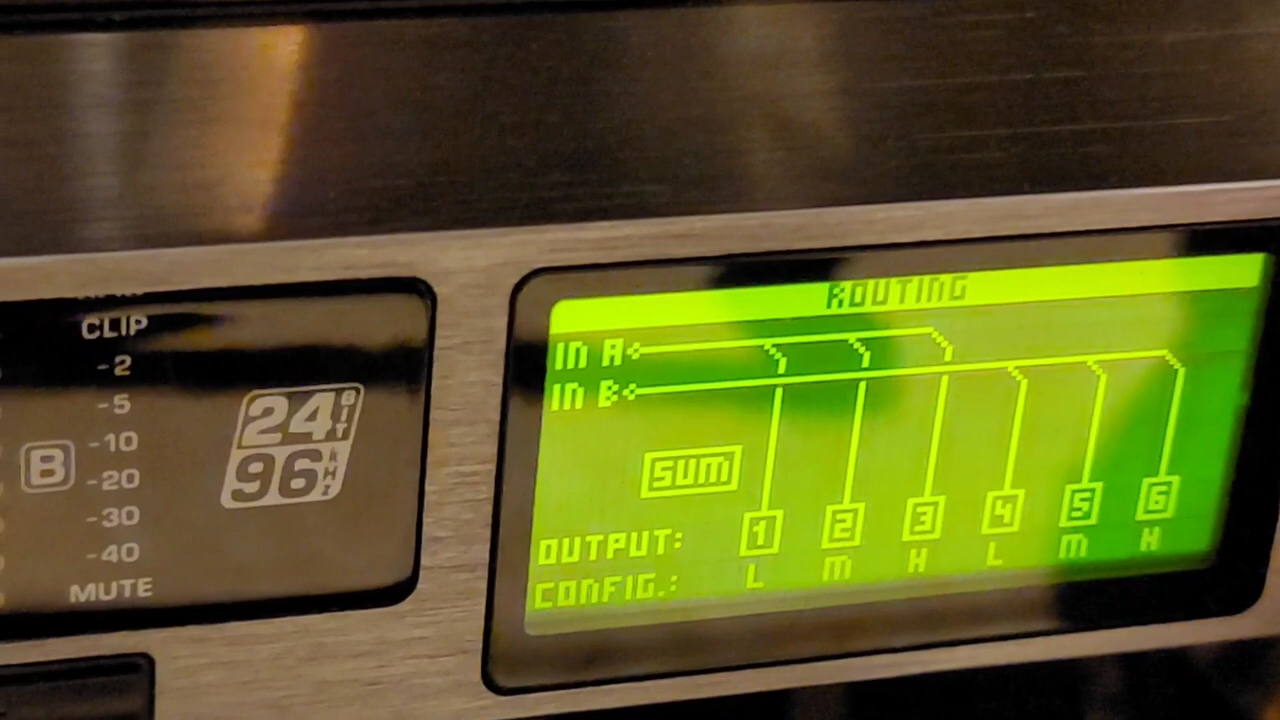 CLIP
-2
-5
-10
B
-20
-30
-40
MUTE
24 BIT
96 kHz
ROUTING
IN A
IN B
SUM
OUTPUT: 1 2 3 4 5 6
CONFIG.: L M H L M H